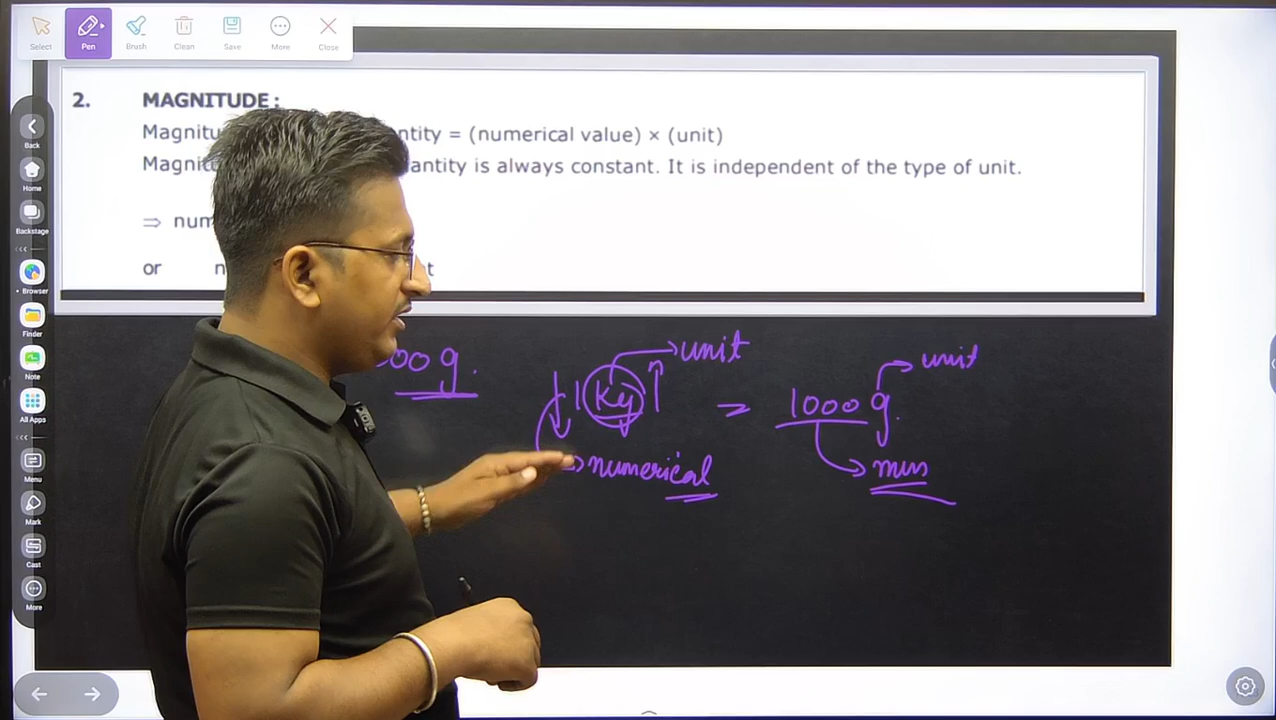 Select
Pen
Brush
Clean
Save
More
Close
2. MAGNITUDE :
Magnitu ntity = (numerical value) × (unit)
Magnit antity is always constant. It is independent of the type of unit.
⇒ num
or n t
Back
Home
Backstage
Browser
Finder
Note
All Apps
Menu
Mark
Cast
More
000 g.
1 Kg → unit
→ numerical
=
1000 g. → unit